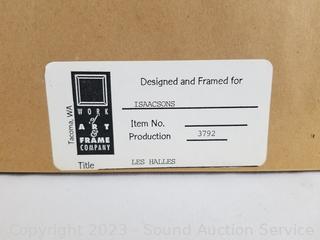 Tacoma, WA
WORK
of
ART
&
FRAME
COMPANY
Designed and Framed for
ISAACSONS
Item No.
Production 3792
Title LES HALLES
Copyright 2023 - Sound Auction Service